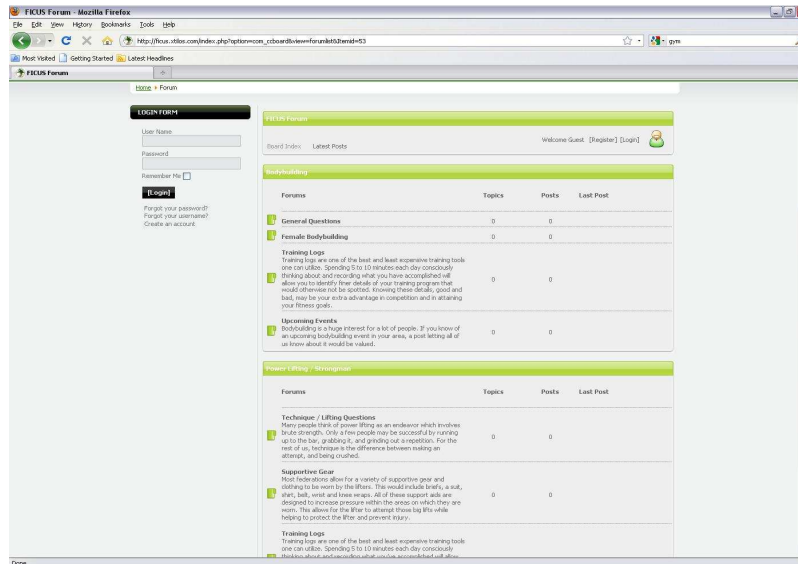 FICUS Forum - Mozilla Firefox
File Edit View History Bookmarks Tools Help
http://ficus.xtilos.com/index.php?option=com_ccboard&view=forumlist&Itemid=53
gym
Most Visited Getting Started Latest Headlines
FICUS Forum
Home Forum
LOGIN FORM
User Name
Password
Remember Me
[Login]
Forgot your password?
Forgot your username?
Create an account
FICUS Forum
Board Index Latest Posts
Welcome Guest [Register] [Login]
Bodybuilding
Forums Topics Posts Last Post
General Questions 0 0
Female Bodybuilding 0 0
Training Logs
Training logs are one of the best and least expensive training tools
one can utilize. Spending 5 to 10 minutes each day consciously
thinking about and recording what you have accomplished will
allow you to identify finer details of your training program that
would otherwise not be spotted. Knowing these details, good and
bad, may be your extra advantage in competition and in attaining
your fitness goals.
0 0
Upcoming Events
Bodybuilding is a huge interest for a lot of people. If you know of
an upcoming bodybuilding event in your area, a post letting all of
us know about it would be valued.
0 0
Power Lifting / Strongman
Forums Topics Posts Last Post
Technique / Lifting Questions
Many people think of power lifting as an endeavor which involves
brute strength. Only a few people may be successful by running
up to the bar, grabbing it, and grinding out a repetition. For the
rest of us, technique is the difference between making an
attempt, and being crushed.
0 0
Supportive Gear
Most federations allow for a variety of supportive gear and
clothing to be worn by the lifters. This would include briefs, a suit,
shirt, belt, wrist and knee wraps. All of these support aids are
designed to increase pressure within the areas on which they are
worn. This allows for the lifter to attempt those big lifts while
helping to protect the lifter and prevent injury.
0 0
Training Logs
Training logs are one of the best and least expensive training tools
one can utilize. Spending 5 to 10 minutes each day consciously
thinking about and recording what you've accomplished will allow
Done